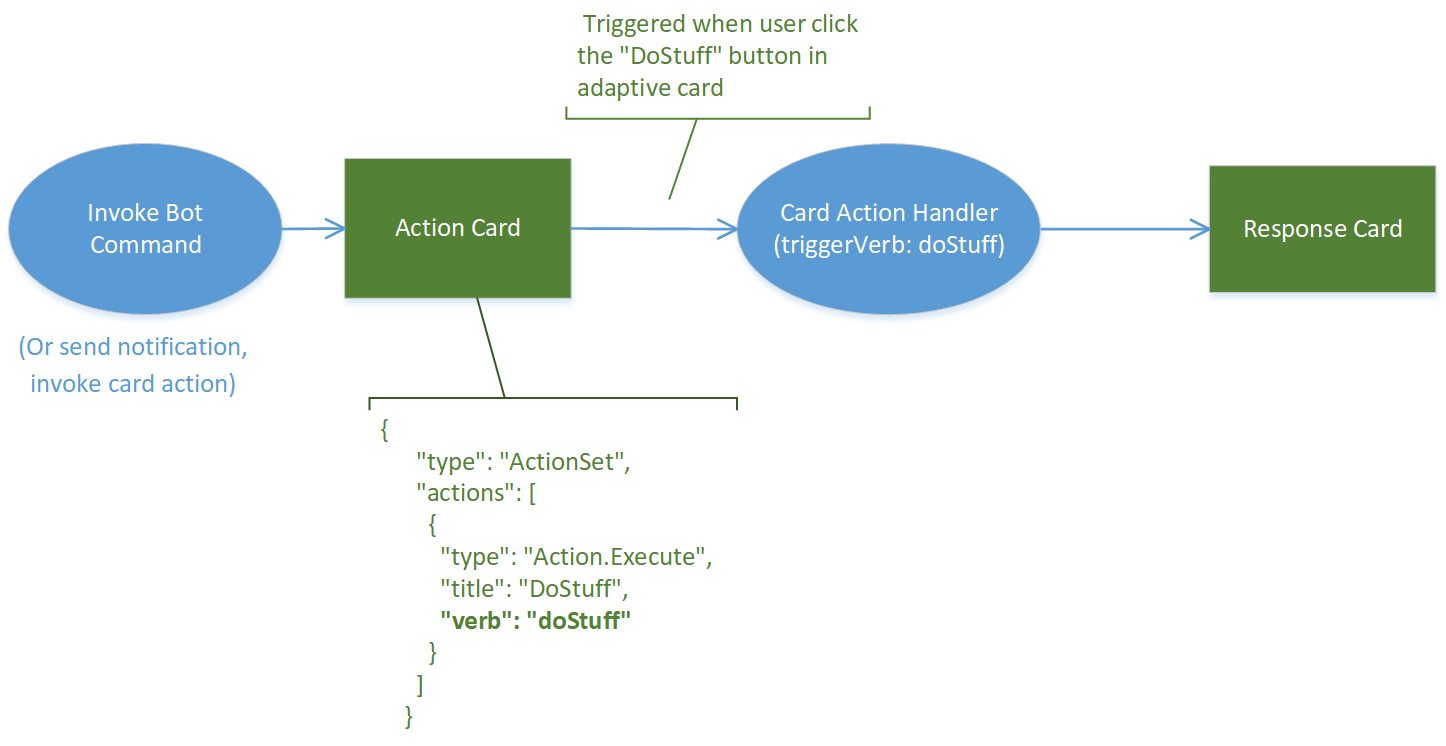 Triggered when user click
the "DoStuff" button in
adaptive card
Invoke Bot
Command
Action Card
Card Action Handler
(triggerVerb: doStuff)
Response Card
(Or send notification,
invoke card action)
{
"type": "ActionSet",
"actions": [
{
"type": "Action.Execute",
"title": "DoStuff",
"verb": "doStuff"
}
]
}